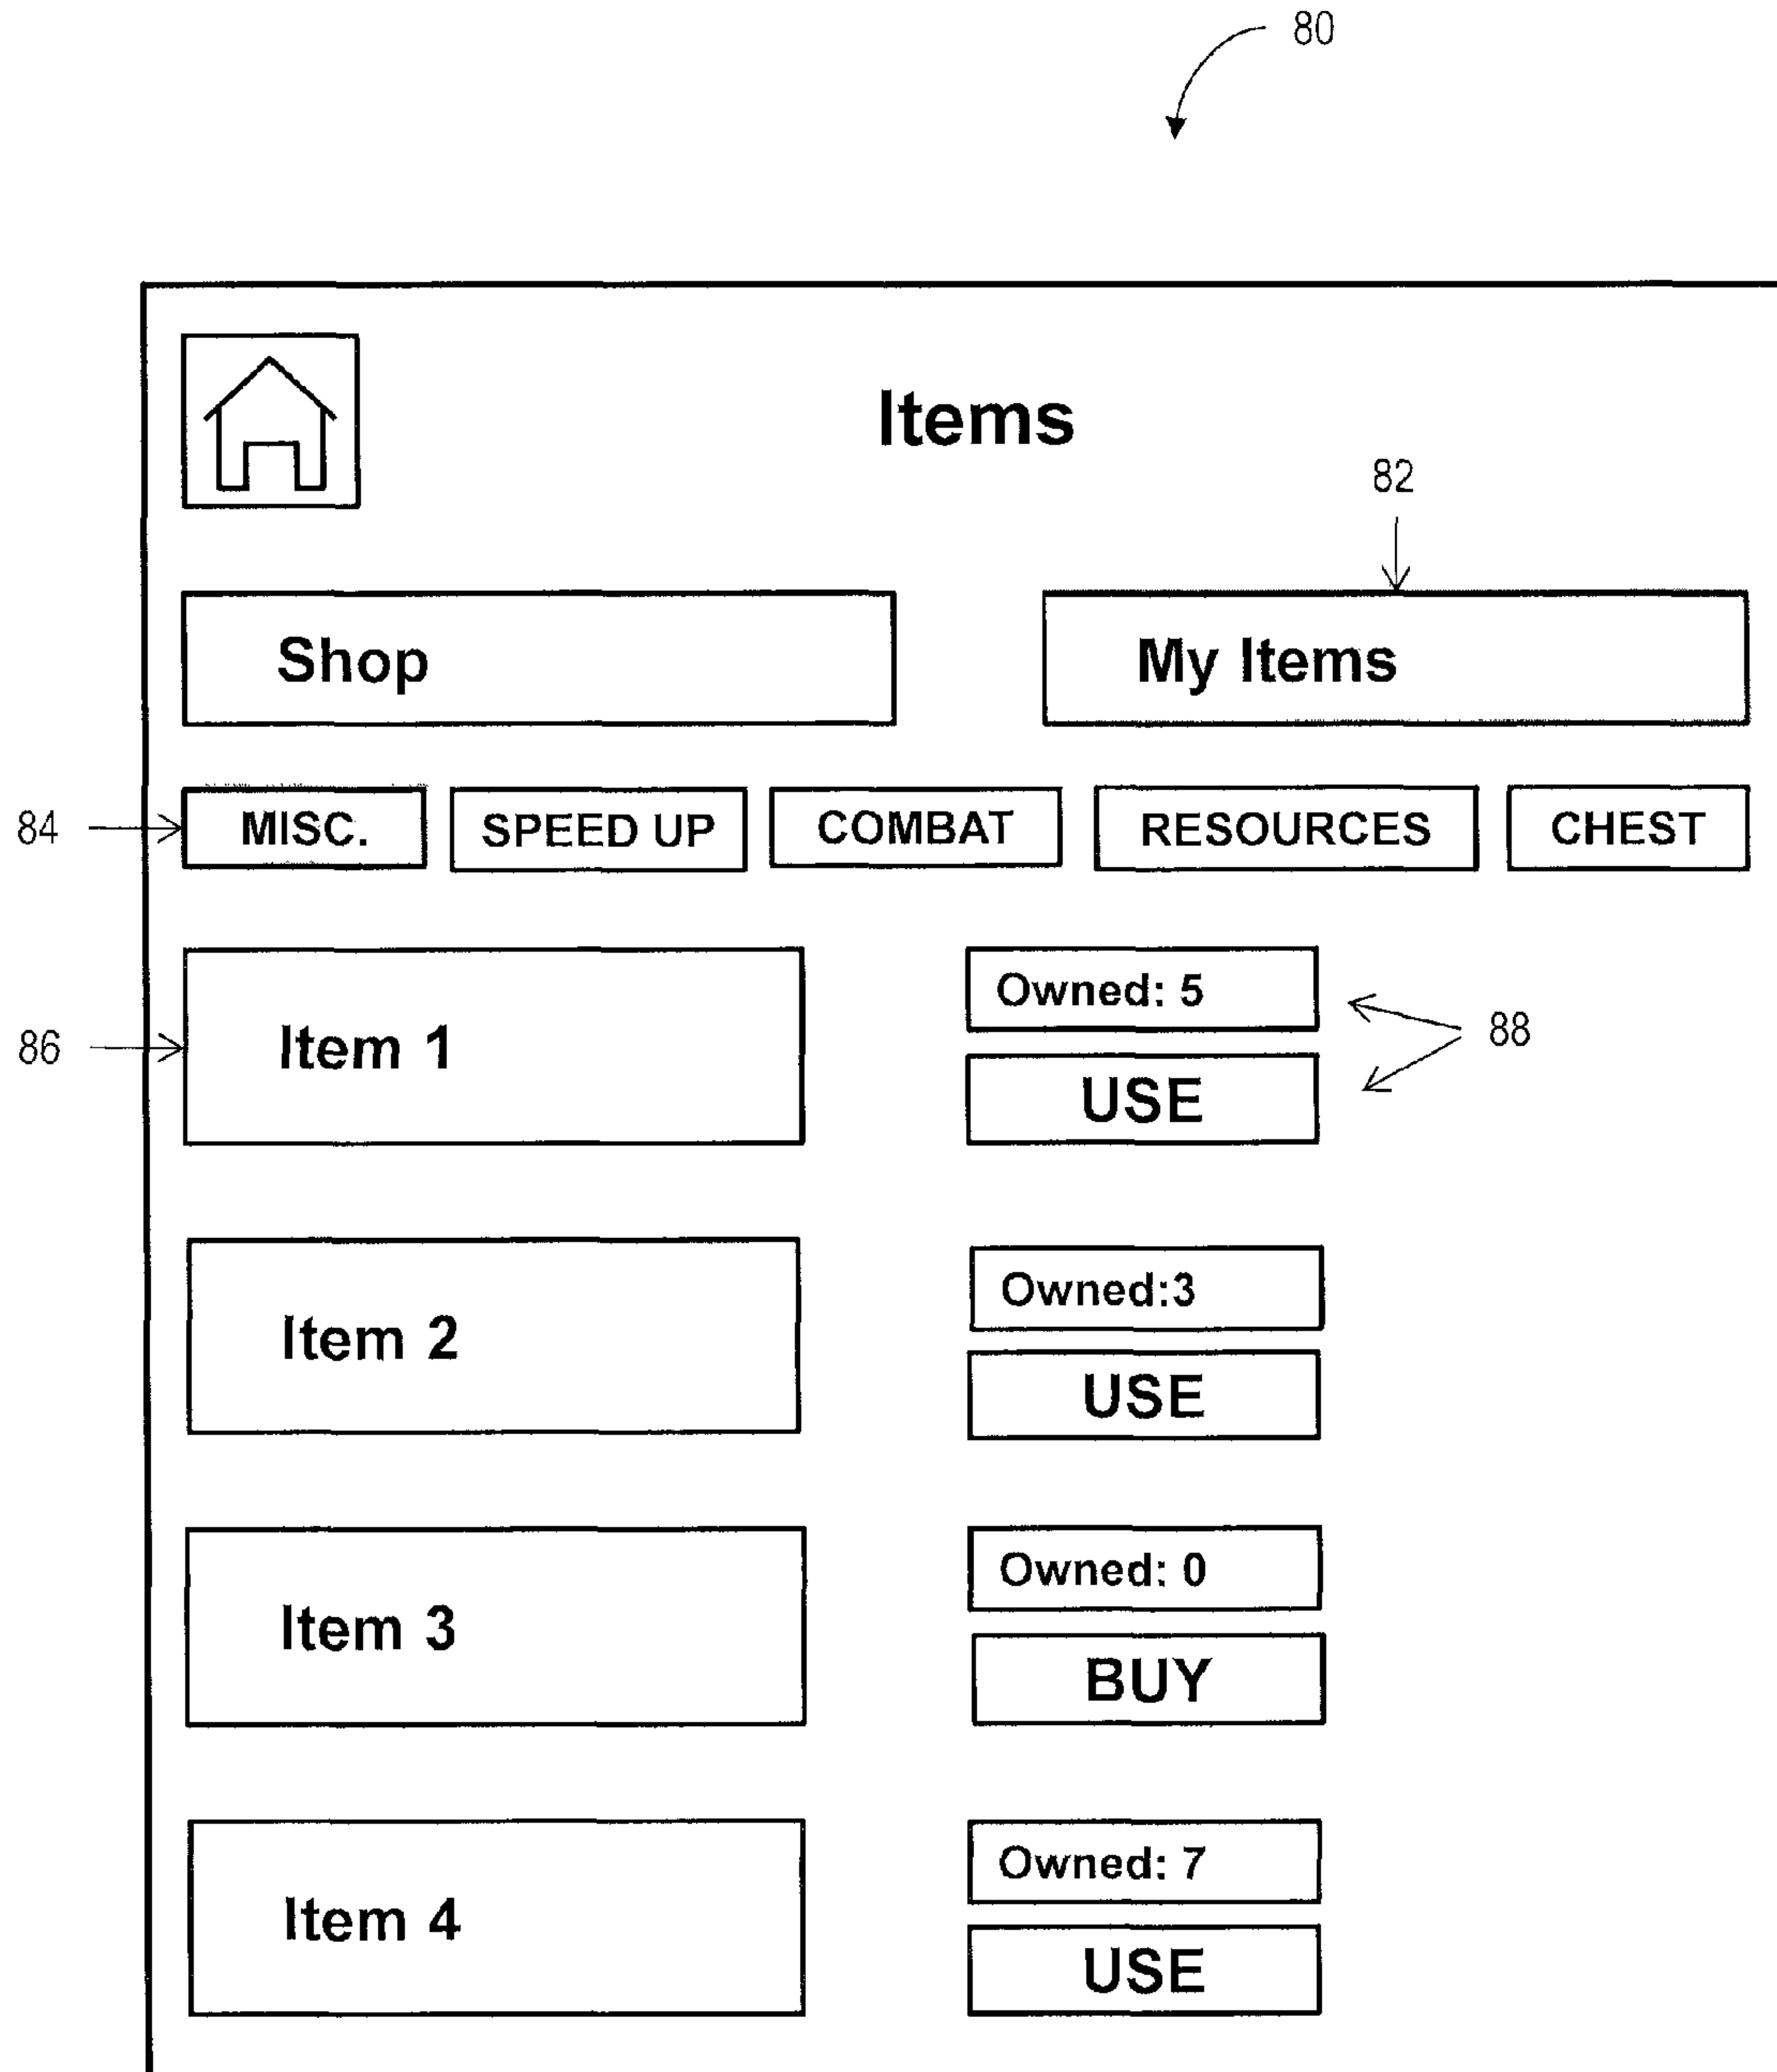 80
Items
82
Shop My Items
84 MISC. SPEED UP COMBAT RESOURCES CHEST
Owned: 5
86 Item 1 88
USE
Owned:3
Item 2
USE
Owned: 0
Item 3
BUY
Owned: 7
Item 4
USE